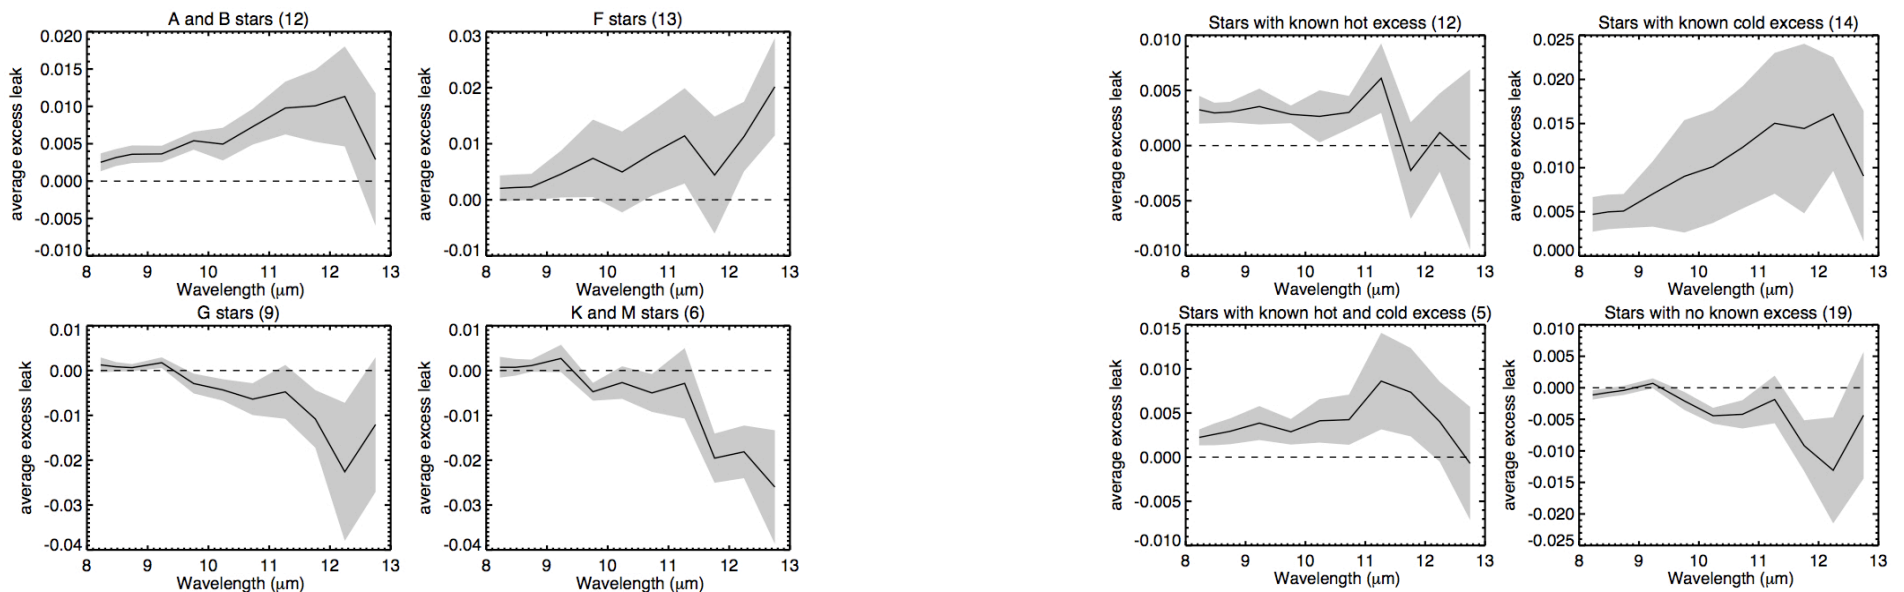 A and B stars (12)
0.020
0.015
0.010
0.005
0.000
-0.005
-0.010
average excess leak
8 9 10 11 12 13
Wavelength (μm)
F stars (13)
0.03
0.02
0.01
0.00
-0.01
average excess leak
8 9 10 11 12 13
Wavelength (μm)
G stars (9)
0.01
0.00
-0.01
-0.02
-0.03
-0.04
average excess leak
8 9 10 11 12 13
Wavelength (μm)
K and M stars (6)
0.01
0.00
-0.01
-0.02
-0.03
-0.04
average excess leak
8 9 10 11 12 13
Wavelength (μm)
Stars with known hot excess (12)
0.010
0.005
0.000
-0.005
-0.010
average excess leak
8 9 10 11 12 13
Wavelength (μm)
Stars with known cold excess (14)
0.025
0.020
0.015
0.010
0.005
0.000
average excess leak
8 9 10 11 12 13
Wavelength (μm)
Stars with known hot and cold excess (5)
0.015
0.010
0.005
0.000
-0.005
-0.010
average excess leak
8 9 10 11 12 13
Wavelength (μm)
Stars with no known excess (19)
0.010
0.005
0.000
-0.005
-0.010
-0.015
-0.020
-0.025
average excess leak
8 9 10 11 12 13
Wavelength (μm)